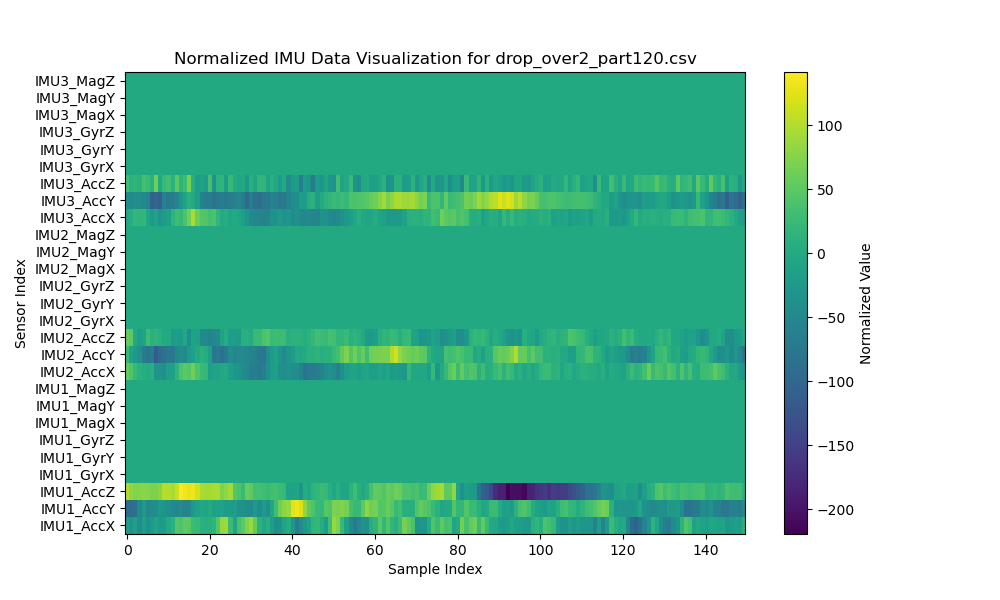 Normalized IMU Data Visualization for drop_over2_part120.csv
IMU3_MagZ
IMU3_MagY
IMU3_MagX
IMU3_GyrZ
IMU3_GyrY
IMU3_GyrX
IMU3_AccZ
IMU3_AccY
IMU3_AccX
IMU2_MagZ
IMU2_MagY
IMU2_MagX
IMU2_GyrZ
IMU2_GyrY
IMU2_GyrX
IMU2_AccZ
IMU2_AccY
IMU2_AccX
IMU1_MagZ
IMU1_MagY
IMU1_MagX
IMU1_GyrZ
IMU1_GyrY
IMU1_GyrX
IMU1_AccZ
IMU1_AccY
IMU1_AccX
Sensor Index
0 20 40 60 80 100 120 140
Sample Index
100
50
0
−50
−100
−150
−200
Normalized Value